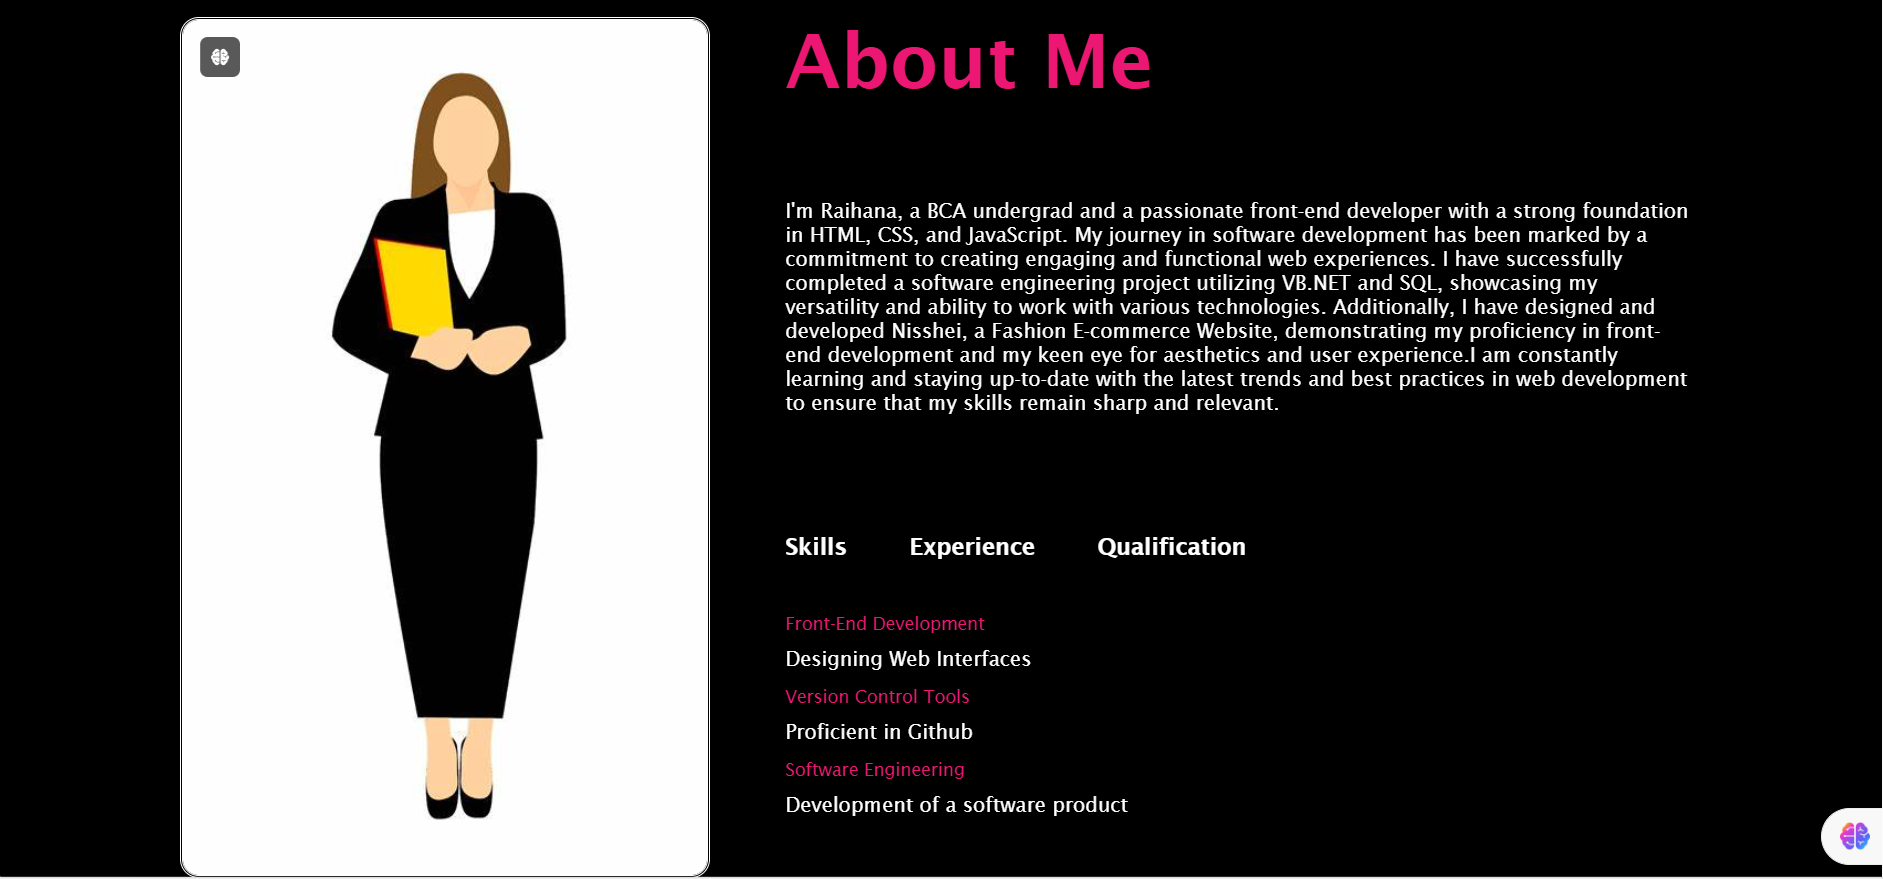 About Me
I'm Raihana, a BCA undergrad and a passionate front-end developer with a strong foundation
in HTML, CSS, and JavaScript. My journey in software development has been marked by a
commitment to creating engaging and functional web experiences. I have successfully
completed a software engineering project utilizing VB.NET and SQL, showcasing my
versatility and ability to work with various technologies. Additionally, I have designed and
developed Nisshei, a Fashion E-commerce Website, demonstrating my proficiency in front-
end development and my keen eye for aesthetics and user experience.I am constantly
learning and staying up-to-date with the latest trends and best practices in web development
to ensure that my skills remain sharp and relevant.
Skills Experience Qualification
Front-End Development
Designing Web Interfaces
Version Control Tools
Proficient in Github
Software Engineering
Development of a software product